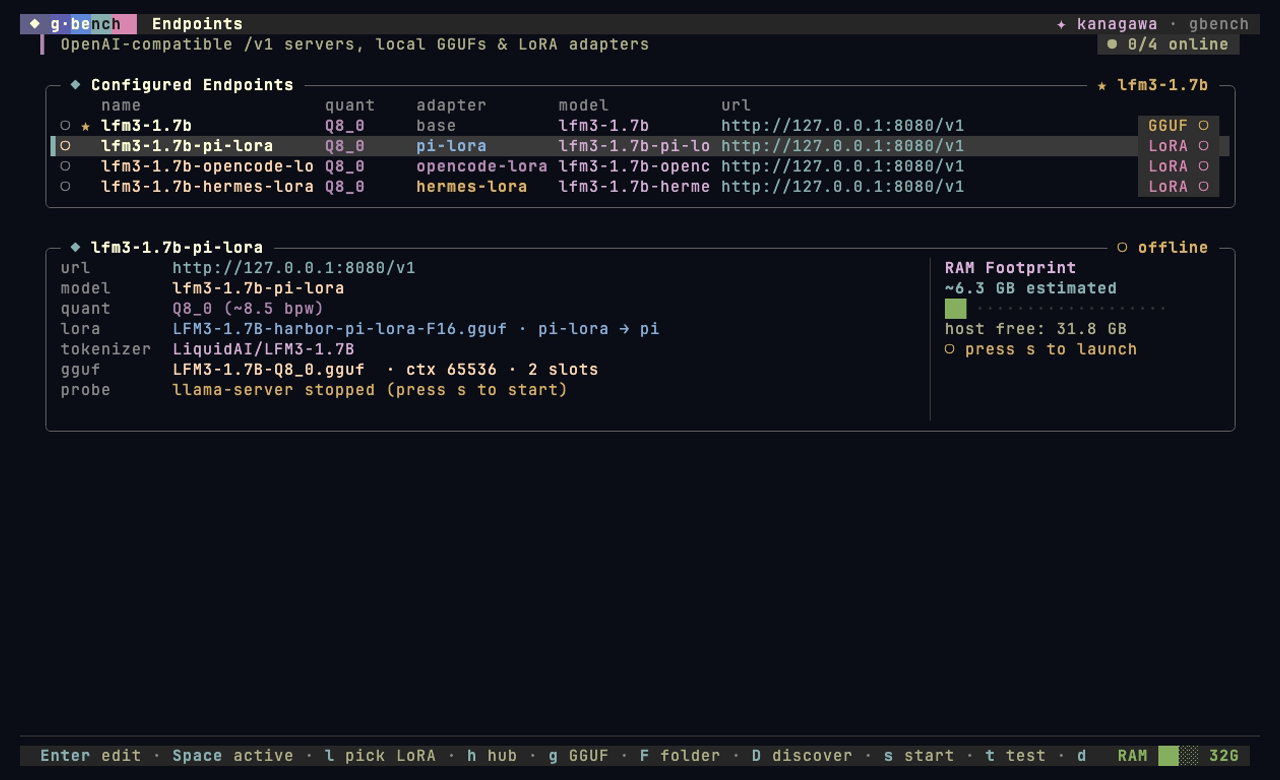 ◆ g·bench Endpoints ✦ kanagawa · gbench
OpenAI-compatible /v1 servers, local GGUFs & LoRA adapters ● 0/4 online
◆ Configured Endpoints ★ lfm3-1.7b
name quant adapter model url
○ ★ lfm3-1.7b Q8_0 base lfm3-1.7b http://127.0.0.1:8080/v1 GGUF ○
○ lfm3-1.7b-pi-lora Q8_0 pi-lora lfm3-1.7b-pi-lo http://127.0.0.1:8080/v1 LoRA ○
○ lfm3-1.7b-opencode-lo Q8_0 opencode-lora lfm3-1.7b-openc http://127.0.0.1:8080/v1 LoRA ○
○ lfm3-1.7b-hermes-lora Q8_0 hermes-lora lfm3-1.7b-herme http://127.0.0.1:8080/v1 LoRA ○
◆ lfm3-1.7b-pi-lora ○ offline
url http://127.0.0.1:8080/v1
model lfm3-1.7b-pi-lora
quant Q8_0 (~8.5 bpw)
lora LFM3-1.7B-harbor-pi-lora-F16.gguf · pi-lora → pi
tokenizer LiquidAI/LFM3-1.7B
gguf LFM3-1.7B-Q8_0.gguf · ctx 65536 · 2 slots
probe llama-server stopped (press s to start)
RAM Footprint
~6.3 GB estimated
host free: 31.8 GB
○ press s to launch
Enter edit · Space active · l pick LoRA · h hub · g GGUF · F folder · D discover · s start · t test · d RAM 32G